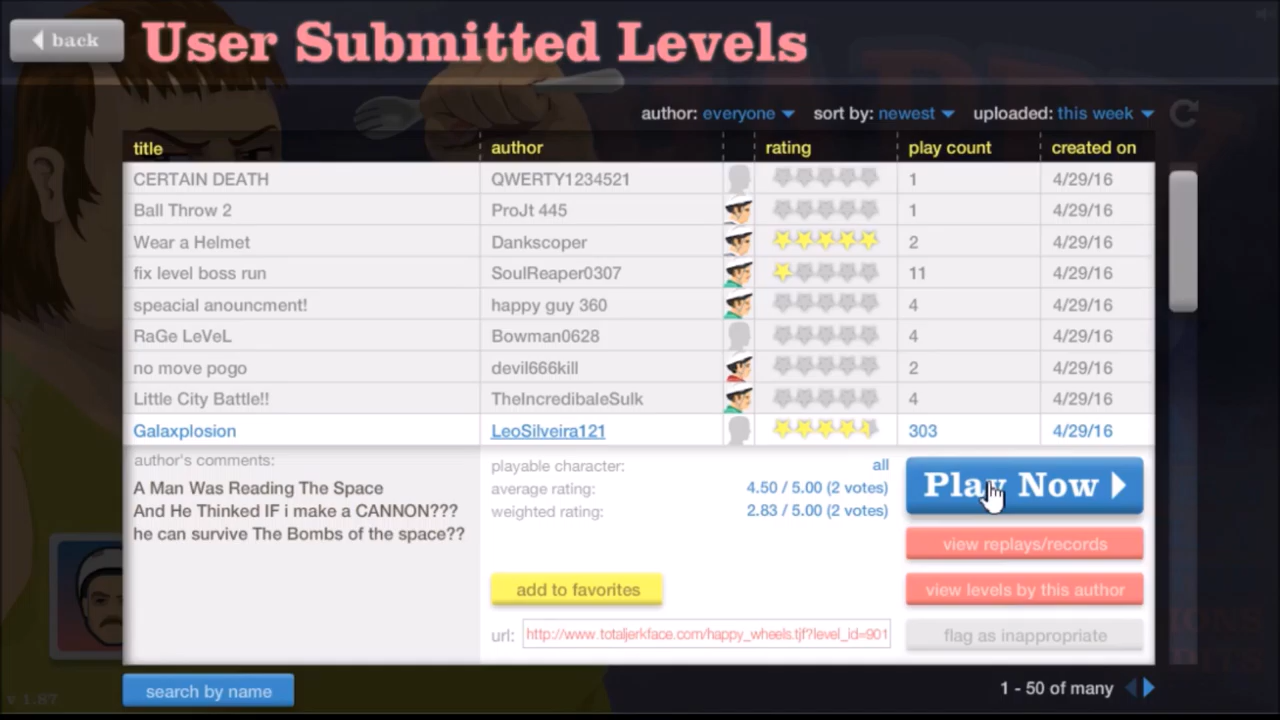 back
User Submitted Levels
author: everyone sort by: newest uploaded: this week
title author rating play count created on
CERTAIN DEATH QWERTY1234521 1 4/29/16
Ball Throw 2 ProJt 445 1 4/29/16
Wear a Helmet Dankscoper 2 4/29/16
fix level boss run SoulReaper0307 11 4/29/16
speacial anouncment! happy guy 360 4 4/29/16
RaGe LeVeL Bowman0628 4 4/29/16
no move pogo devil666kill 2 4/29/16
Little City Battle!! TheIncredibaleSulk 4 4/29/16
Galaxplosion LeoSilveira121 303 4/29/16
author's comments:
A Man Was Reading The Space
And He Thinked IF i make a CANNON???
he can survive The Bombs of the space??
playable character: all
average rating: 4.50 / 5.00 (2 votes)
weighted rating: 2.83 / 5.00 (2 votes)
add to favorites
url: http://www.totaljerkface.com/happy_wheels.tjf?level_id=901
Play Now
view replays/records
view levels by this author
flag as inappropriate
search by name
1 - 50 of many
v 1.87